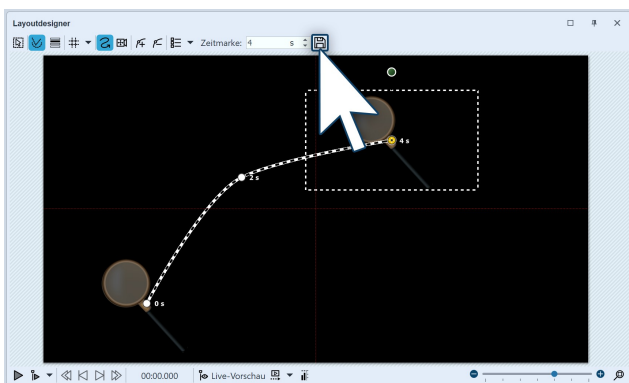 Layoutdesigner
Zeitmarke: 4 s
4 s
2 s
0 s
00:00.000 Live-Vorschau